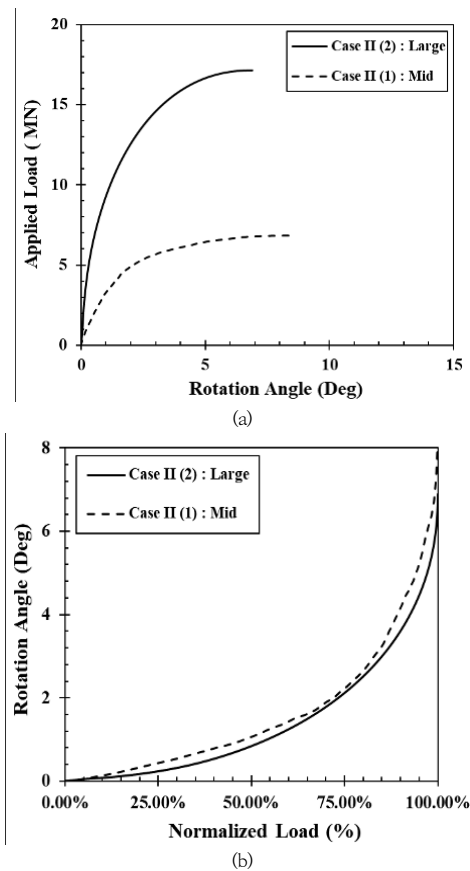 (a)
20
Case II (2) : Large
Case II (1) : Mid
15
10
5
0
Applied Load ( MN)
0 5 10 15
Rotation Angle (Deg)
(a)
8
Case II (2) : Large
Case II (1) : Mid
6
4
2
0
Rotation Angle (Deg)
0.00% 25.00% 50.00% 75.00% 100.00%
Normalized Load (%)
(b)